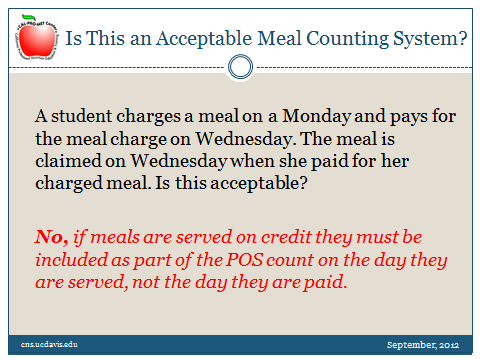 Is This an Acceptable Meal Counting System?
A student charges a meal on a Monday and pays for
the meal charge on Wednesday. The meal is
claimed on Wednesday when she paid for her
charged meal. Is this acceptable?
No, if meals are served on credit they must be
included as part of the POS count on the day they
are served, not the day they are paid.
cns.ucdavis.edu
September, 2012